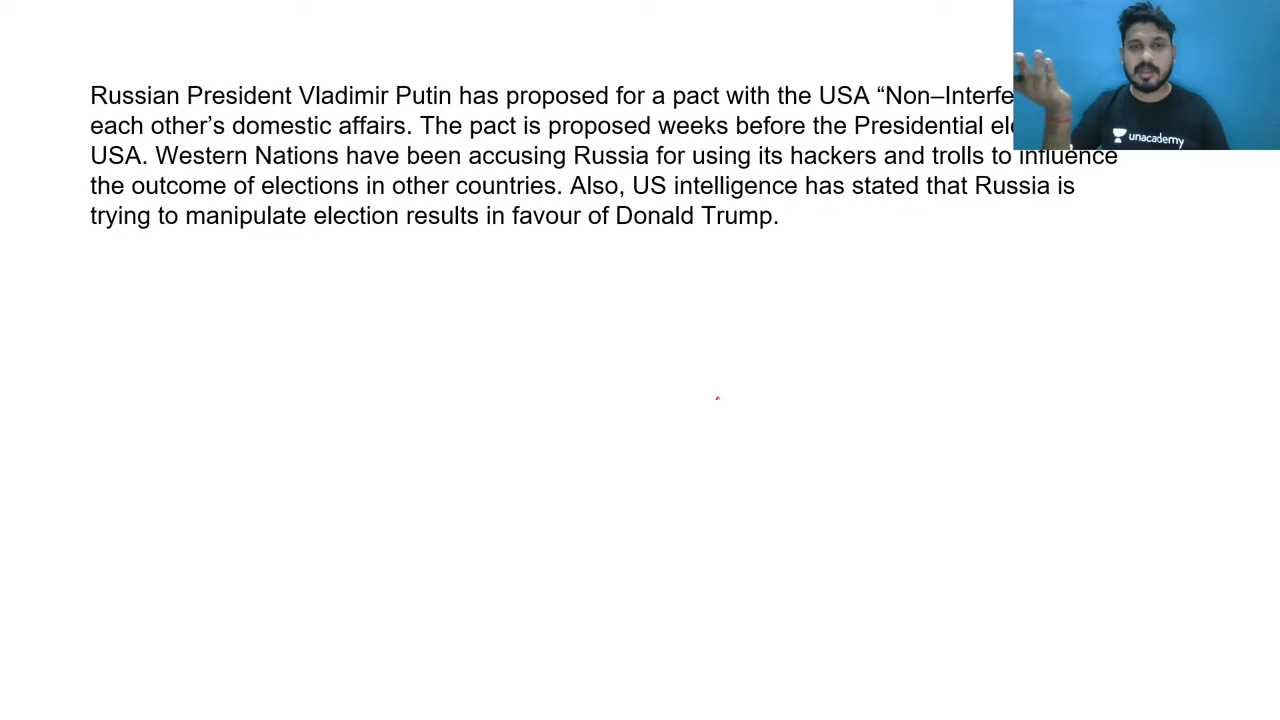 Russian President Vladimir Putin has proposed for a pact with the USA “Non–Interfe
each other’s domestic affairs. The pact is proposed weeks before the Presidential ele
USA. Western Nations have been accusing Russia for using its hackers and trolls to influence
the outcome of elections in other countries. Also, US intelligence has stated that Russia is
trying to manipulate election results in favour of Donald Trump.
unacademy